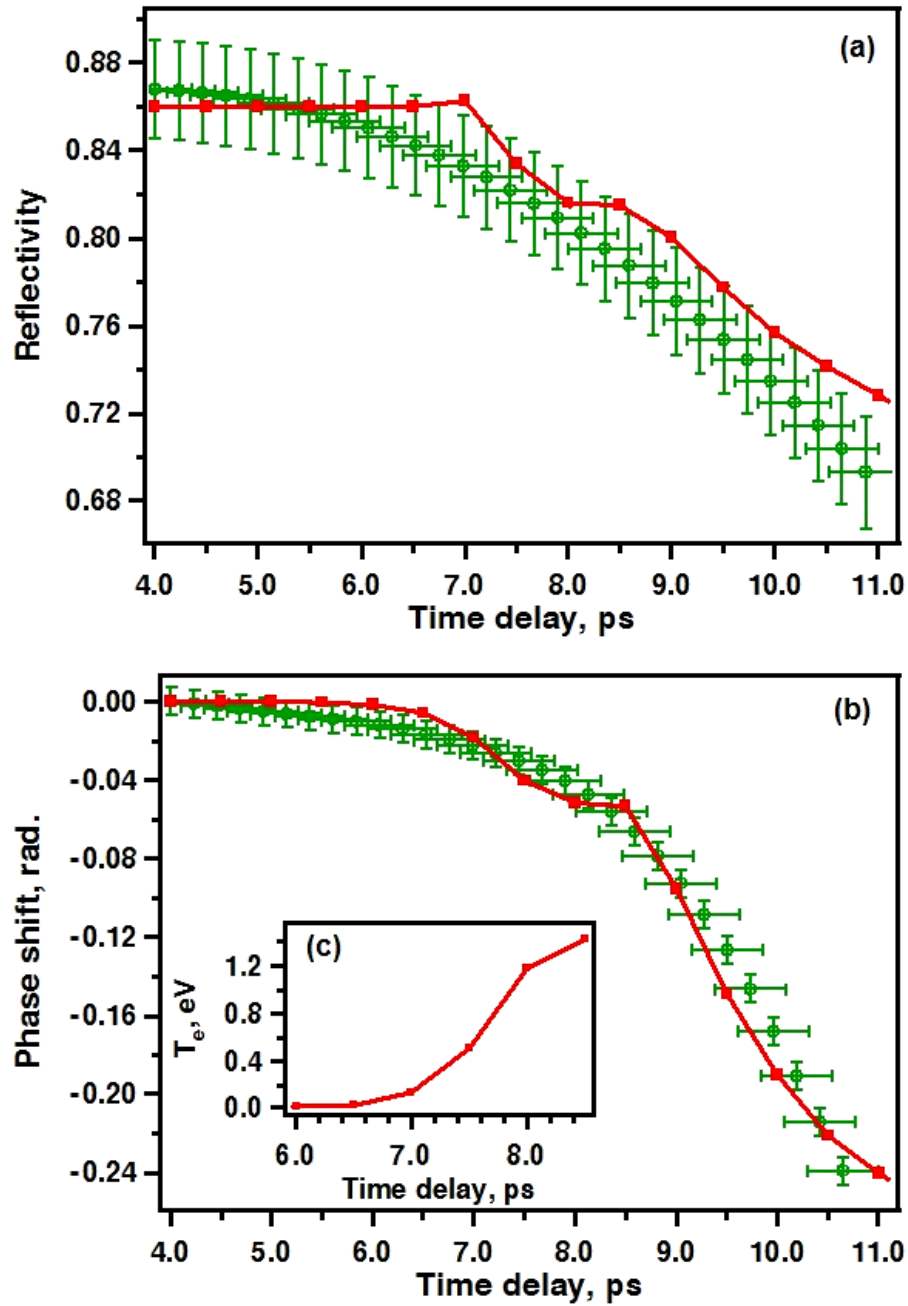 (a)
Reflectivity
0.88
0.84
0.80
0.76
0.72
0.68
4.0 5.0 6.0 7.0 8.0 9.0 10.0 11.0
Time delay, ps
(b)
Phase shift, rad.
0.00
-0.04
-0.08
-0.12
-0.16
-0.20
-0.24
(c)
Te, eV
1.2
0.8
0.4
0.0
6.0 7.0 8.0
Time delay, ps
4.0 5.0 6.0 7.0 8.0 9.0 10.0 11.0
Time delay, ps